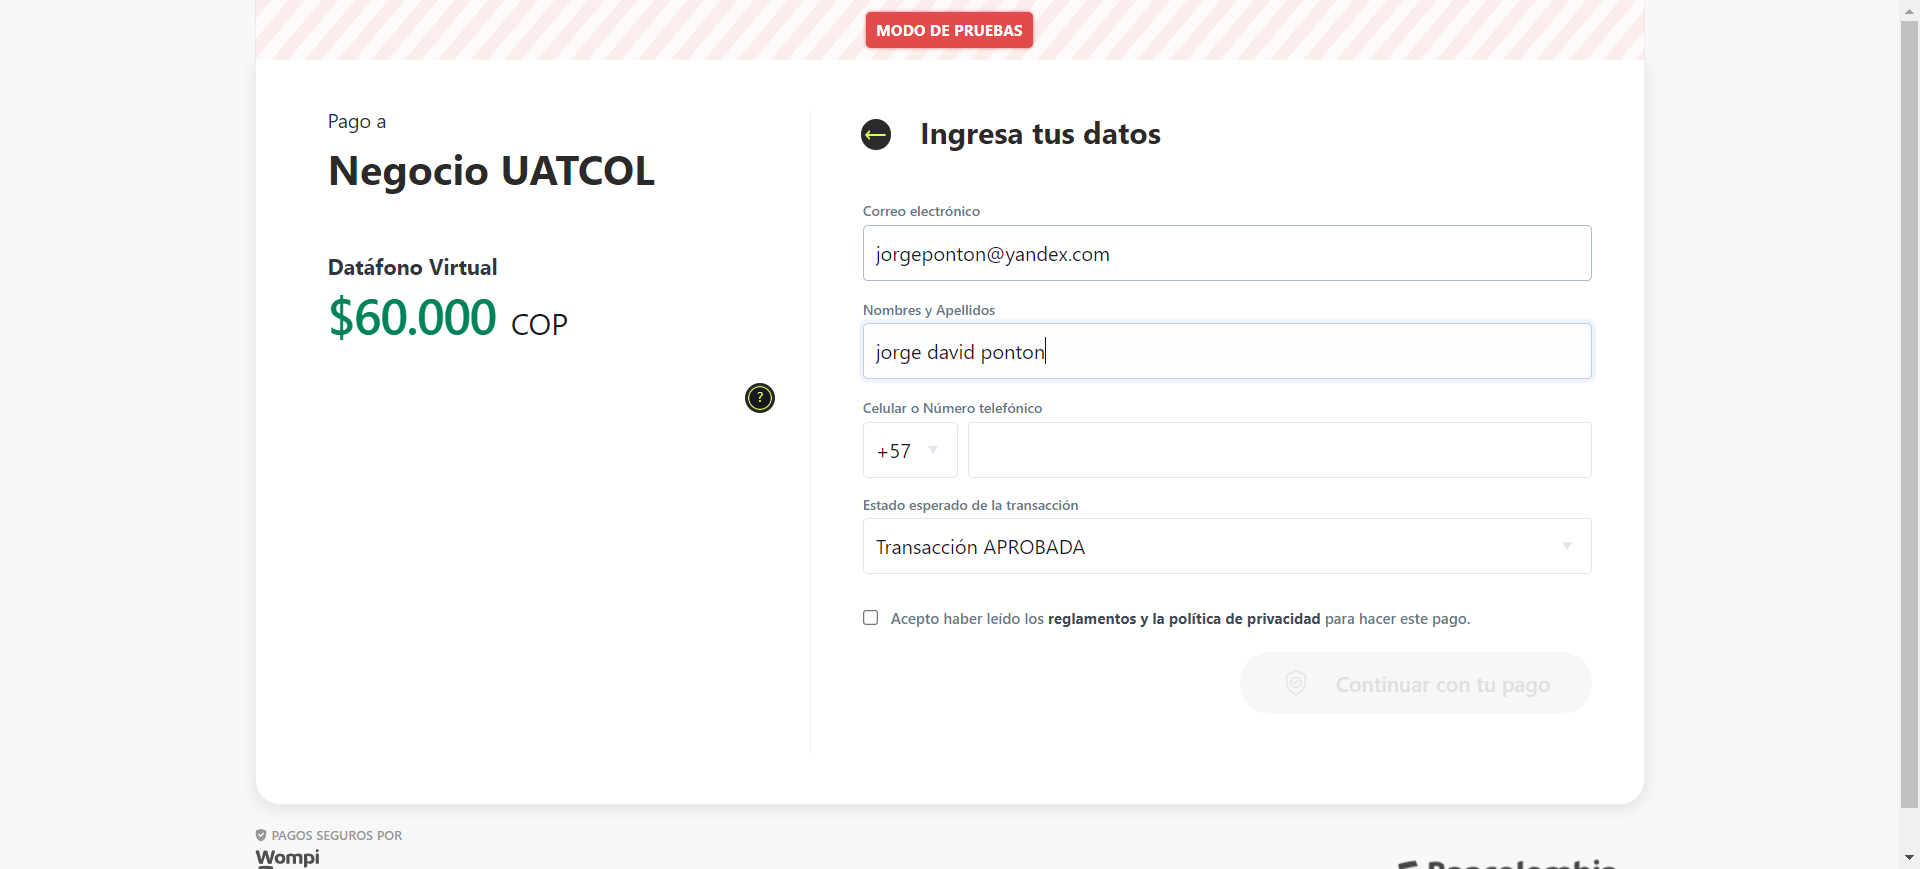 MODO DE PRUEBAS
Pago a
Negocio UATCOL
Datáfono Virtual
$60.000 COP
?
Ingresa tus datos
Correo electrónico
jorgeponton@yandex.com
Nombres y Apellidos
jorge david ponton
Celular o Número telefónico
+57
Estado esperado de la transacción
Transacción APROBADA
Acepto haber leído los reglamentos y la política de privacidad para hacer este pago.
Continuar con tu pago
PAGOS SEGUROS POR
Wompi